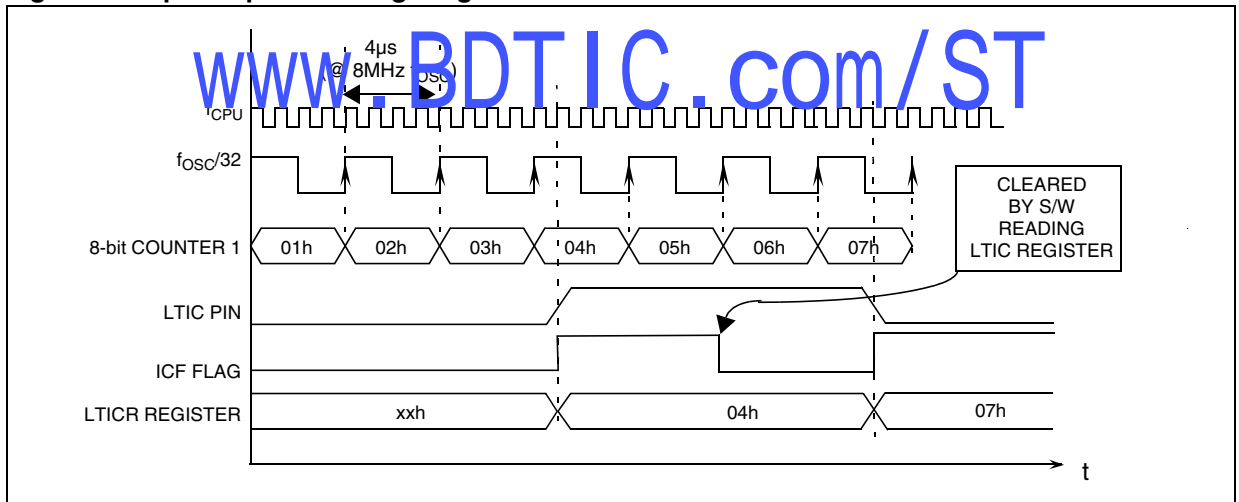 www.BDTIC.com/ST
4µs
(@ 8MHz fOSC)
CPU
fOSC/32
8-bit COUNTER 1
01h
02h
03h
04h
05h
06h
07h
CLEARED
BY S/W
READING
LTIC REGISTER
LTIC PIN
ICF FLAG
LTICR REGISTER
xxh
04h
07h
t